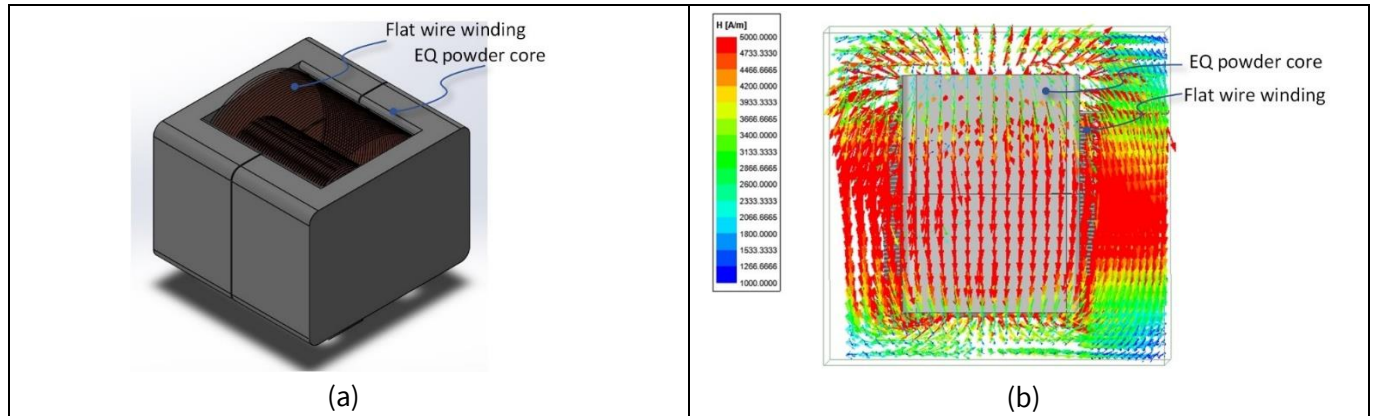 Flat wire winding
EQ powder core
(a)
H [A/m]
5000.0000
4733.3330
4466.6665
4200.0000
3933.3333
3666.6665
3400.0000
3133.3333
2866.6665
2600.0000
2333.3333
2066.6665
1800.0000
1533.3333
1266.6666
1000.0000
EQ powder core
Flat wire winding
(b)